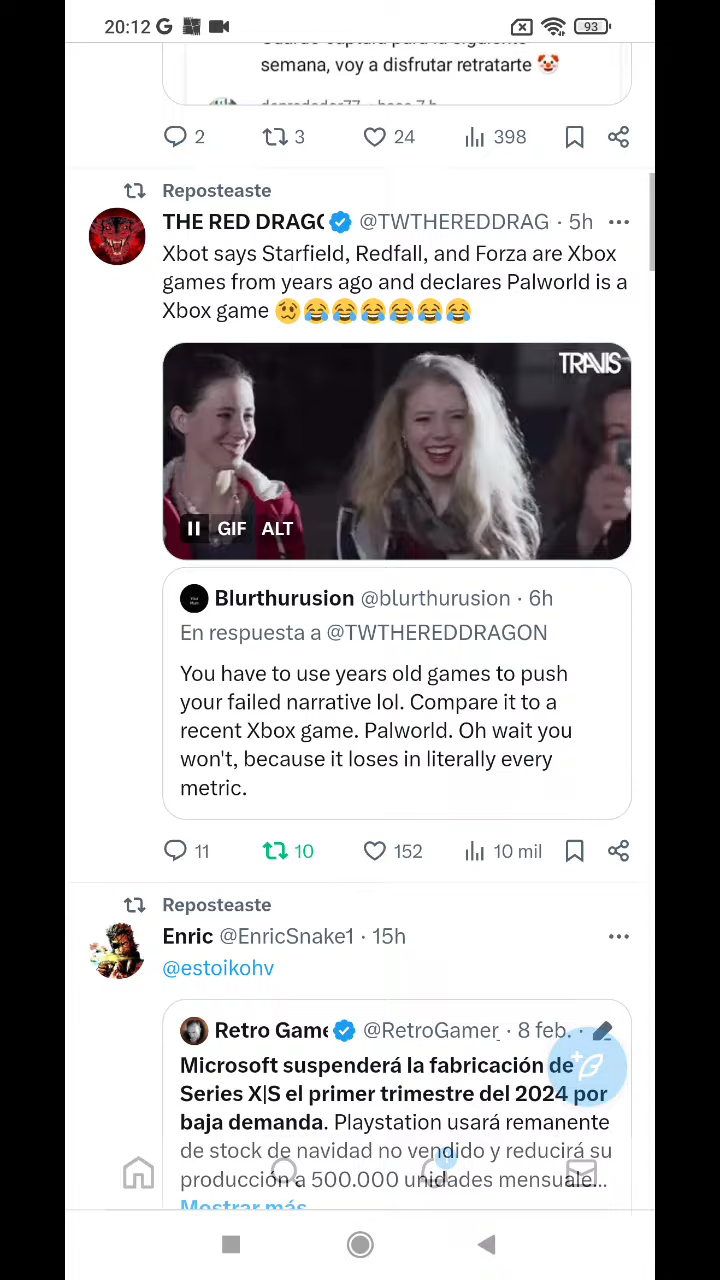 20:12
93
semana, voy a disfrutar retratarte 🤡
2
3
24
398
Reposteaste
THE RED DRAG @TWTHEREDDRAG · 5h
Xbot says Starfield, Redfall, and Forza are Xbox
games from years ago and declares Palworld is a
Xbox game 🥴😂😂😂😂😂😂
TRAVIS
GIF ALT
Blurthurusion @blurthurusion · 6h
En respuesta a @TWTHEREDDRAGON
You have to use years old games to push
your failed narrative lol. Compare it to a
recent Xbox game. Palworld. Oh wait you
won't, because it loses in literally every
metric.
11
10
152
10 mil
Reposteaste
Enric @EnricSnake1 · 15h
@estoikohv
Retro Game @RetroGamer_ · 8 feb. ·
Microsoft suspenderá la fabricación de
Series X|S el primer trimestre del 2024 por
baja demanda. Playstation usará remanente
de stock de navidad no vendido y reducirá su
producción a 500.000 unidades mensuale...
Mostrar más